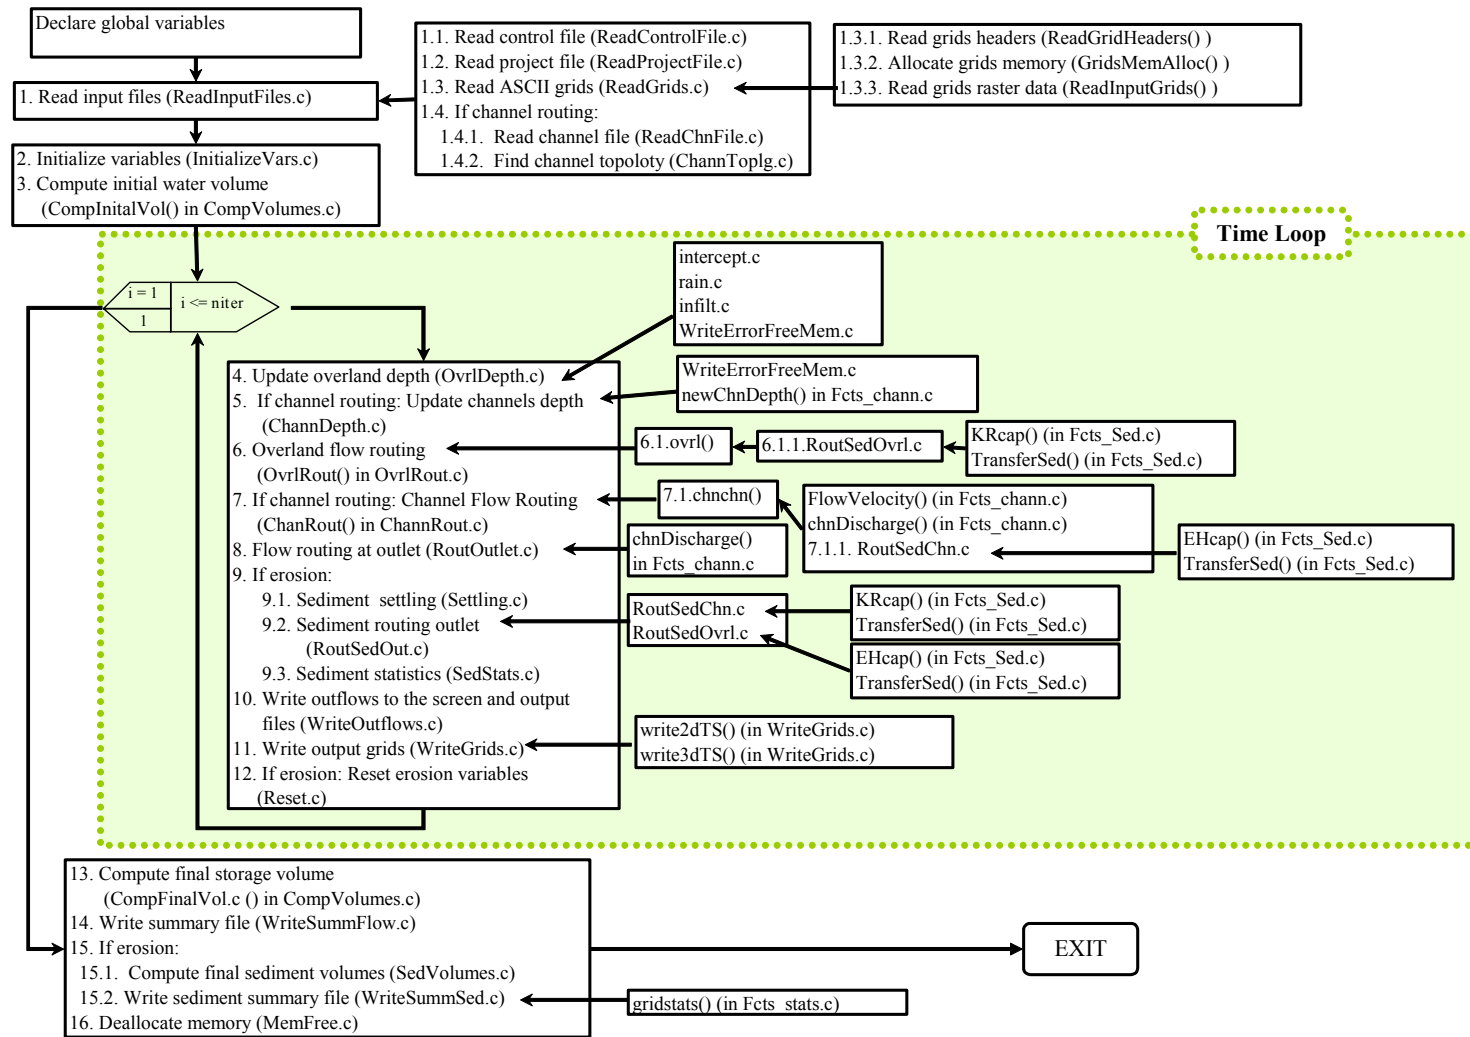 Declare global variables
1. Read input files (ReadInputFiles.c)
1.1. Read control file (ReadControlFile.c)
1.2. Read project file (ReadProjectFile.c)
1.3. Read ASCII grids (ReadGrids.c)
1.4. If channel routing:
1.4.1. Read channel file (ReadChnFile.c)
1.4.2. Find channel topoloty (ChannToplg.c)
1.3.1. Read grids headers (ReadGridHeaders() )
1.3.2. Allocate grids memory (GridsMemAlloc() )
1.3.3. Read grids raster data (ReadInputGrids() )
2. Initialize variables (InitializeVars.c)
3. Compute initial water volume
(CompInitalVol() in CompVolumes.c)
Time Loop
i = 1
1
i <= niter
intercept.c
rain.c
infilt.c
WriteErrorFreeMem.c
WriteErrorFreeMem.c
newChnDepth() in Fcts_chann.c
4. Update overland depth (OvrlDepth.c)
5. If channel routing: Update channels depth
(ChannDepth.c)
6. Overland flow routing
(OvrlRout() in OvrlRout.c)
7. If channel routing: Channel Flow Routing
(ChanRout() in ChannRout.c)
8. Flow routing at outlet (RoutOutlet.c)
9. If erosion:
9.1. Sediment settling (Settling.c)
9.2. Sediment routing outlet
(RoutSedOut.c)
9.3. Sediment statistics (SedStats.c)
10. Write outflows to the screen and output
files (WriteOutflows.c)
11. Write output grids (WriteGrids.c)
12. If erosion: Reset erosion variables
(Reset.c)
6.1.ovrl()
6.1.1.RoutSedOvrl.c
KRcap() (in Fcts_Sed.c)
TransferSed() (in Fcts_Sed.c)
7.1.chnchn()
FlowVelocity() (in Fcts_chann.c)
chnDischarge() (in Fcts_chann.c)
7.1.1. RoutSedChn.c
EHcap() (in Fcts_Sed.c)
TransferSed() (in Fcts_Sed.c)
chnDischarge()
in Fcts_chann.c
RoutSedChn.c
RoutSedOvrl.c
KRcap() (in Fcts_Sed.c)
TransferSed() (in Fcts_Sed.c)
EHcap() (in Fcts_Sed.c)
TransferSed() (in Fcts_Sed.c)
write2dTS() (in WriteGrids.c)
write3dTS() (in WriteGrids.c)
13. Compute final storage volume
(CompFinalVol.c () in CompVolumes.c)
14. Write summary file (WriteSummFlow.c)
15. If erosion:
15.1. Compute final sediment volumes (SedVolumes.c)
15.2. Write sediment summary file (WriteSummSed.c)
16. Deallocate memory (MemFree.c)
gridstats() (in Fcts_stats.c)
EXIT